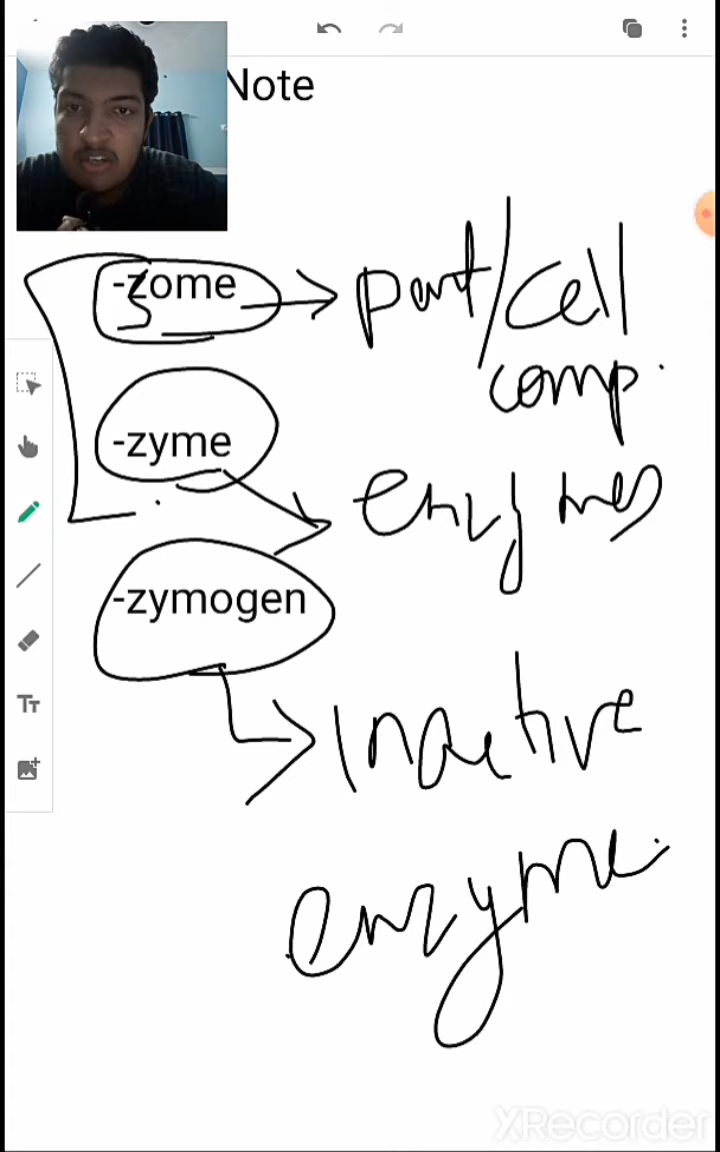 Note
-zome → part/cell
comp.
-zyme
enzymes
-zymogen
Inactive
enzyme.
XRecorder